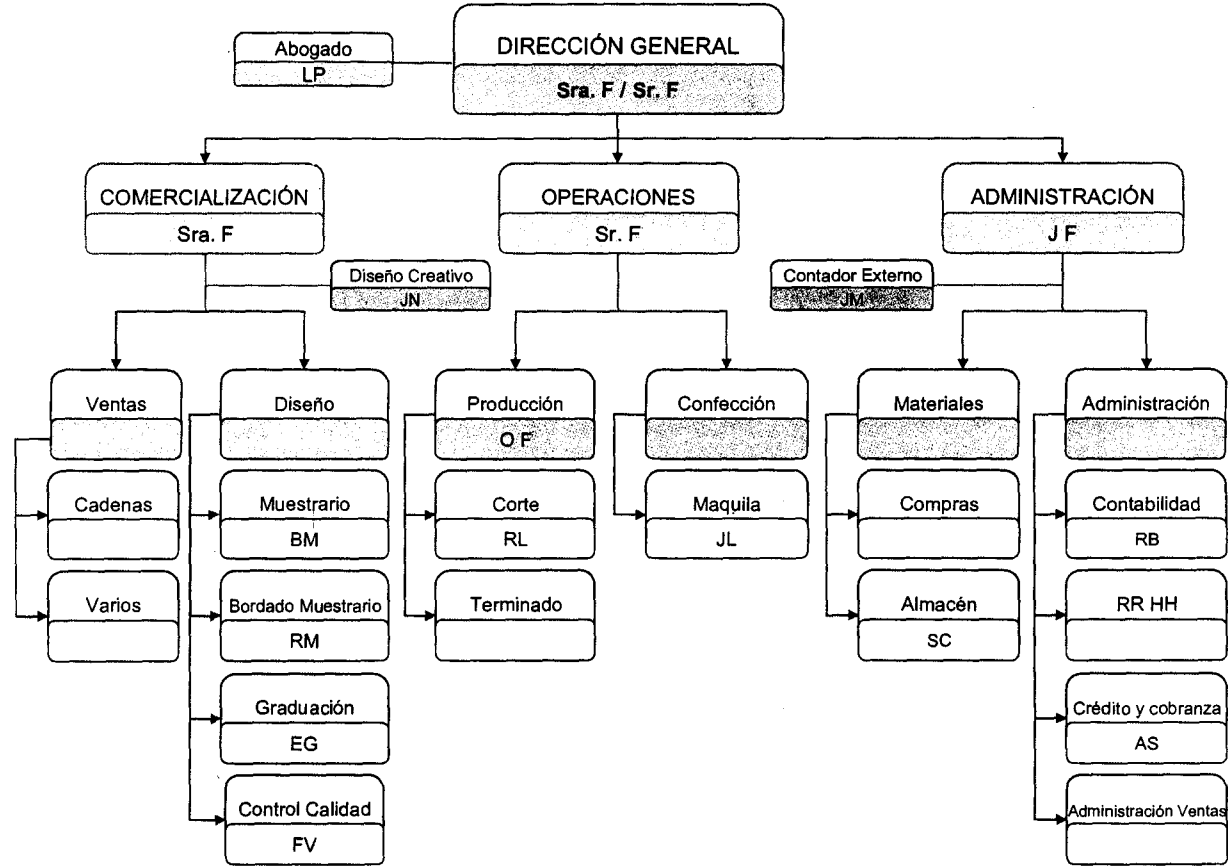 DIRECCIÓN GENERAL
Sra. F / Sr. F
Abogado
LP
COMERCIALIZACIÓN
Sra. F
OPERACIONES
Sr. F
ADMINISTRACIÓN
J F
Diseño Creativo
JN
Contador Externo
JM
Ventas
Diseño
Producción
O F
Confección
Materiales
Administración
Cadenas
Muestrario
BM
Corte
RL
Maquila
JL
Compras
Contabilidad
RB
Varios
Bordado Muestrario
RM
Terminado
Almacén
SC
RR HH
Graduación
EG
Crédito y cobranza
AS
Control Calidad
FV
Administración Ventas